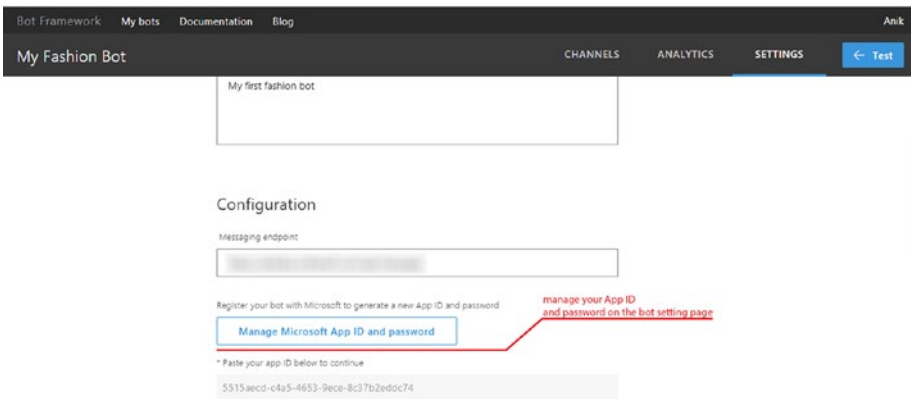 Bot Framework My bots Documentation Blog Anik
My Fashion Bot CHANNELS ANALYTICS SETTINGS ← Test
My first fashion bot
Configuration
Messaging endpoint
Register your bot with Microsoft to generate a new App ID and password
manage your App ID
and password on the bot setting page
Manage Microsoft App ID and password
* Paste your app ID below to continue
5515aecd-c4a5-4653-9ece-8c37b2eddc74